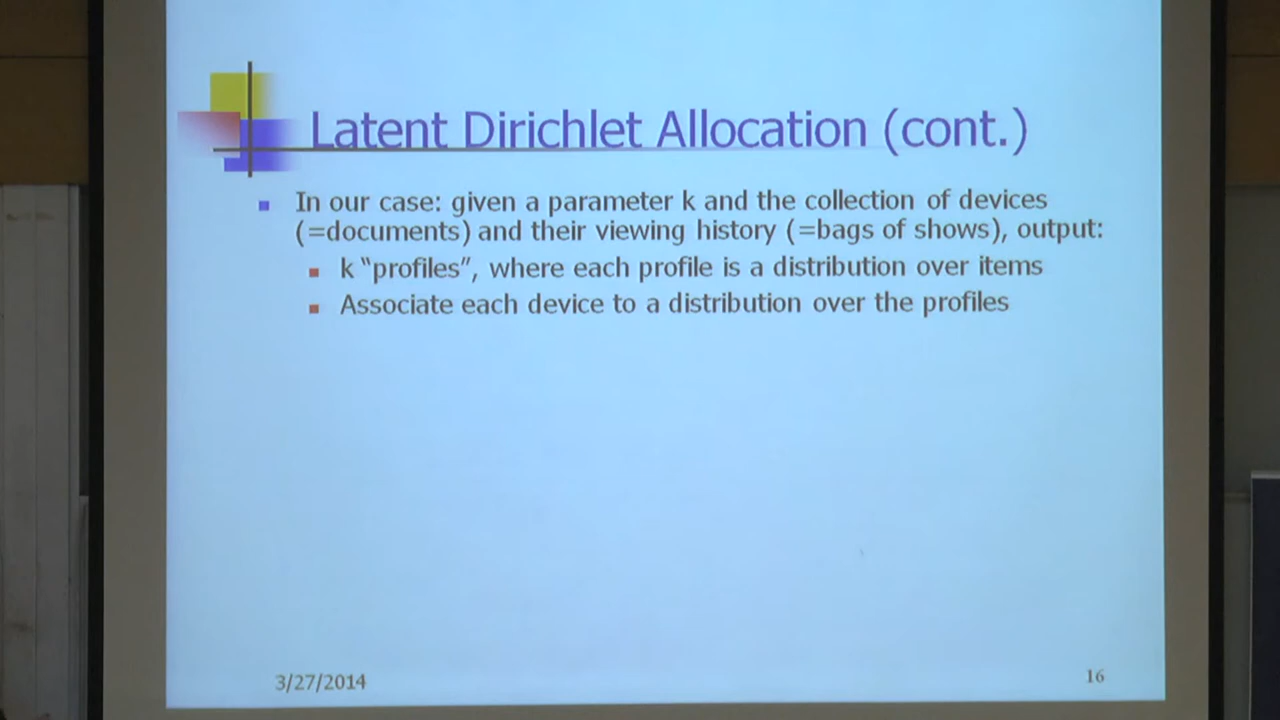 Latent Dirichlet Allocation (cont.)
In our case: given a parameter k and the collection of devices
(=documents) and their viewing history (=bags of shows), output:
k “profiles”, where each profile is a distribution over items
Associate each device to a distribution over the profiles
3/27/2014
16